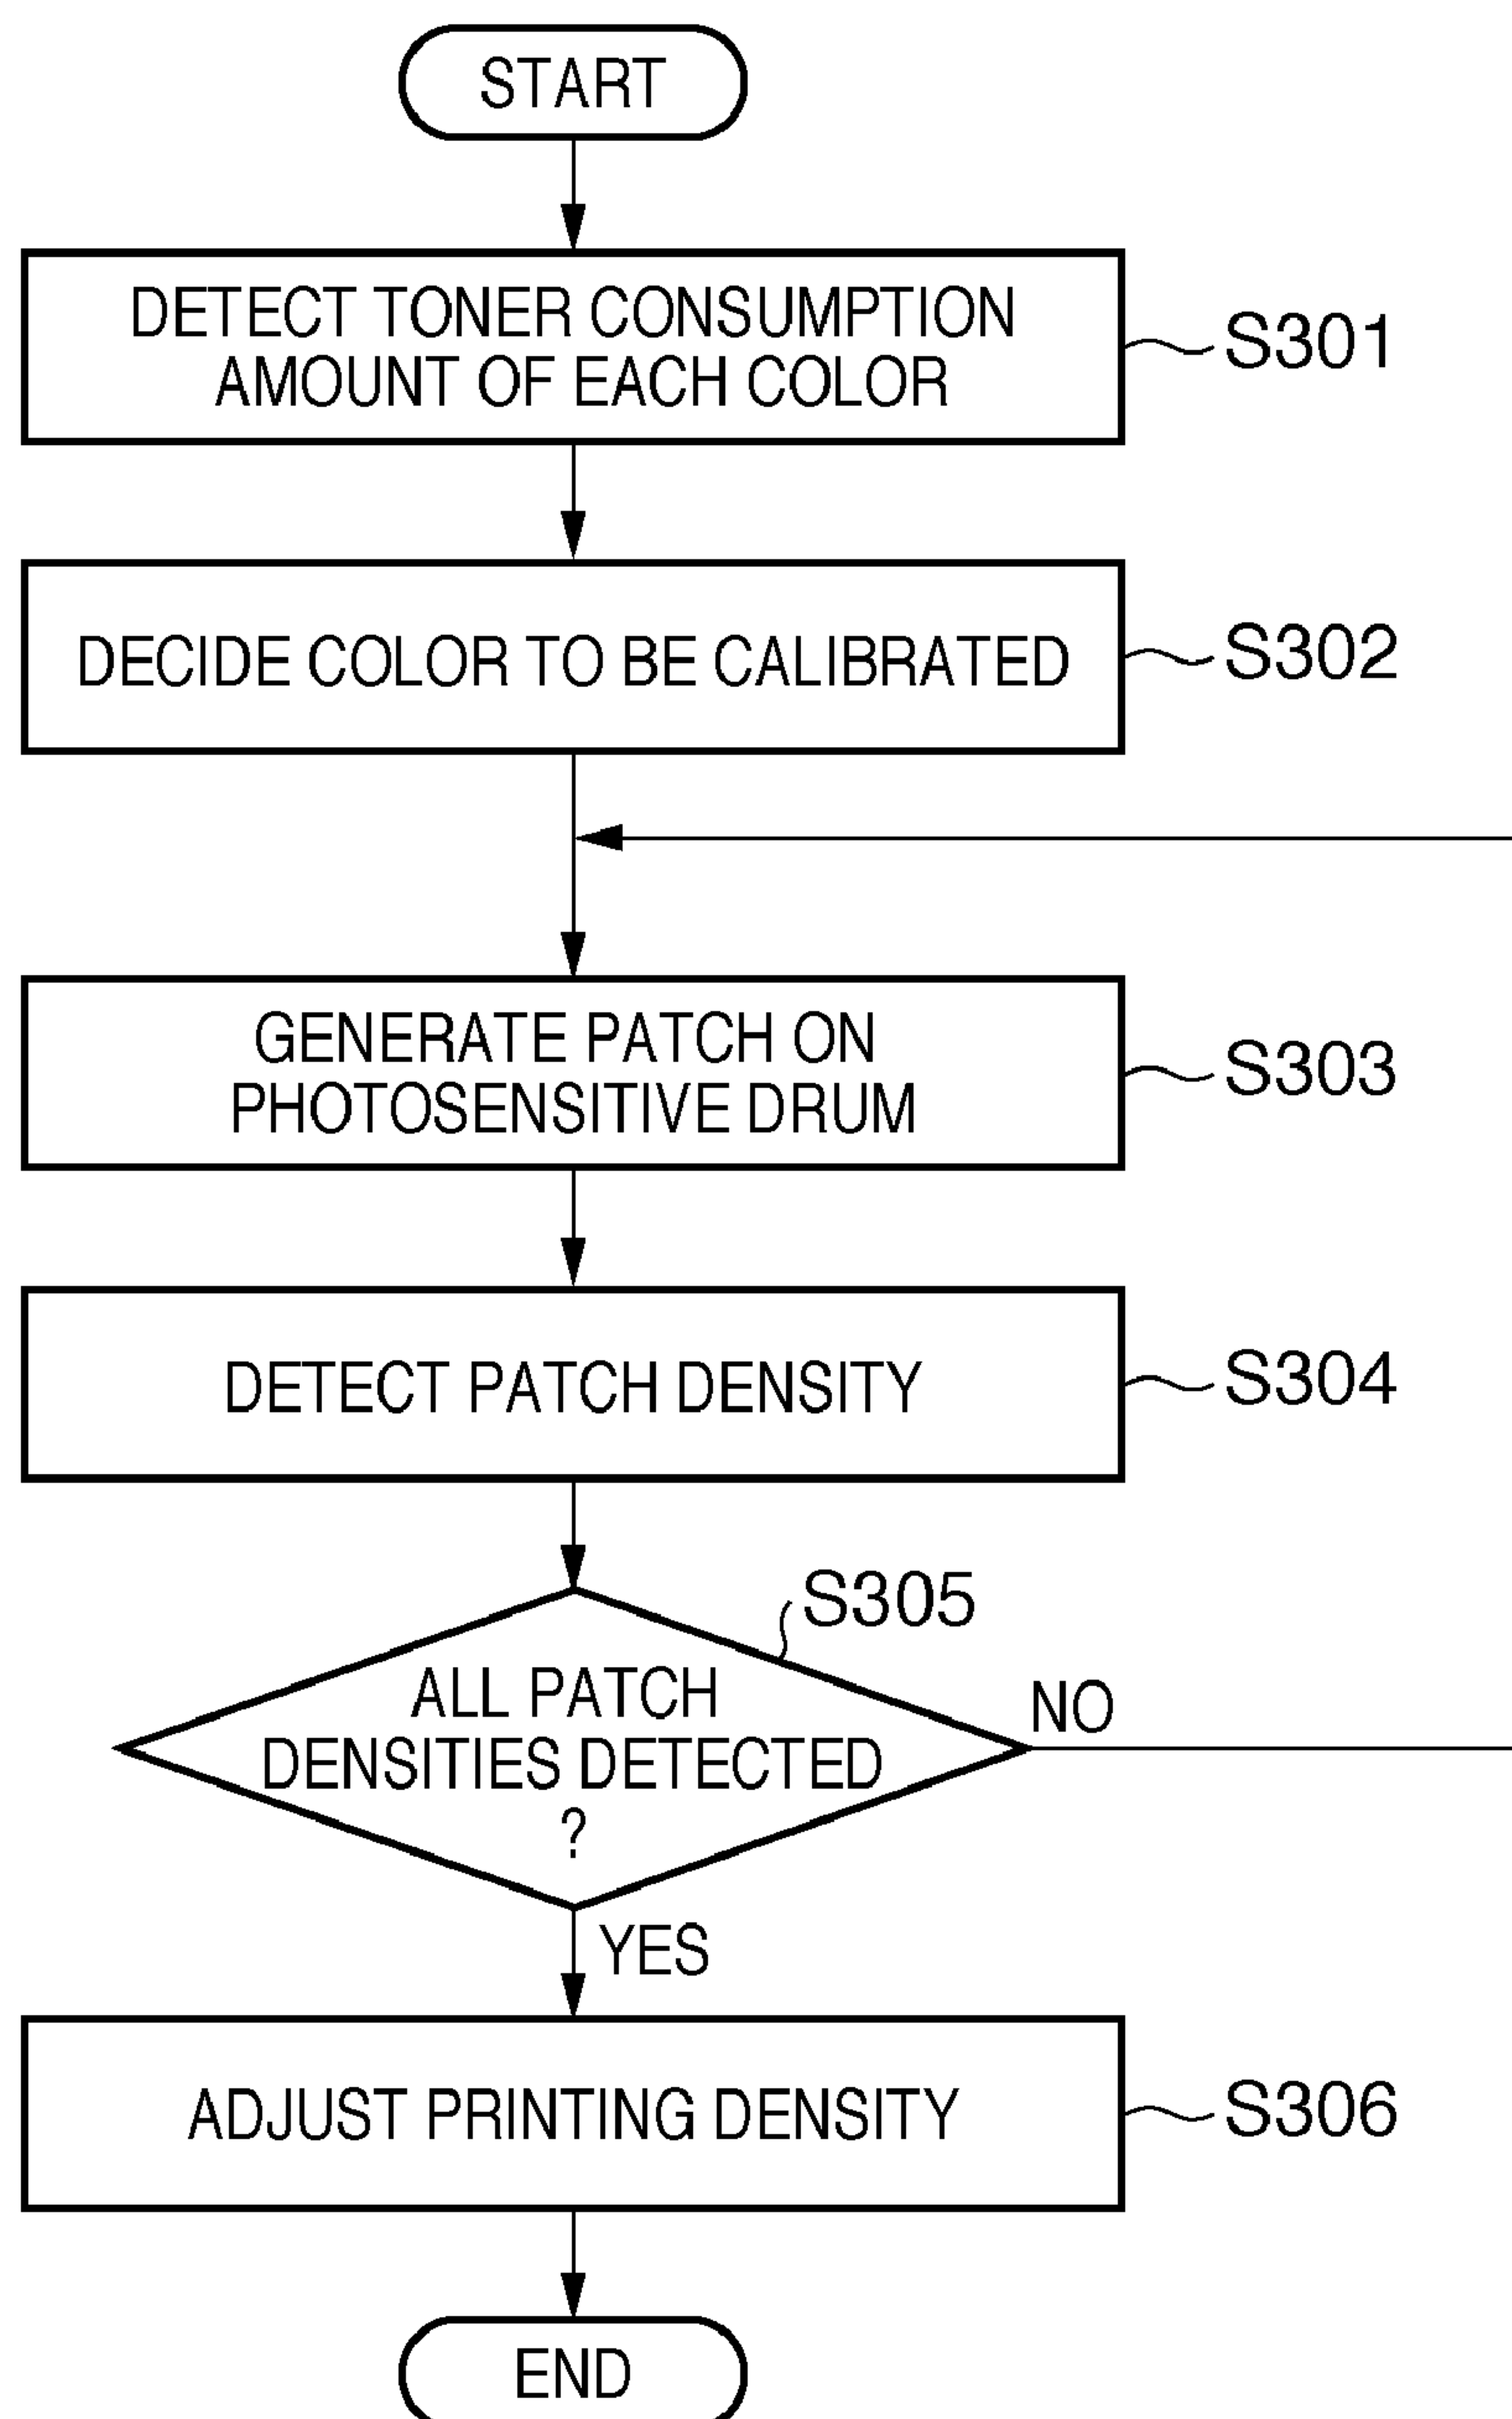 START
DETECT TONER CONSUMPTION
AMOUNT OF EACH COLOR
S301
DECIDE COLOR TO BE CALIBRATED
S302
GENERATE PATCH ON
PHOTOSENSITIVE DRUM
S303
DETECT PATCH DENSITY
S304
S305
ALL PATCH
DENSITIES DETECTED
?
NO
YES
ADJUST PRINTING DENSITY
S306
END